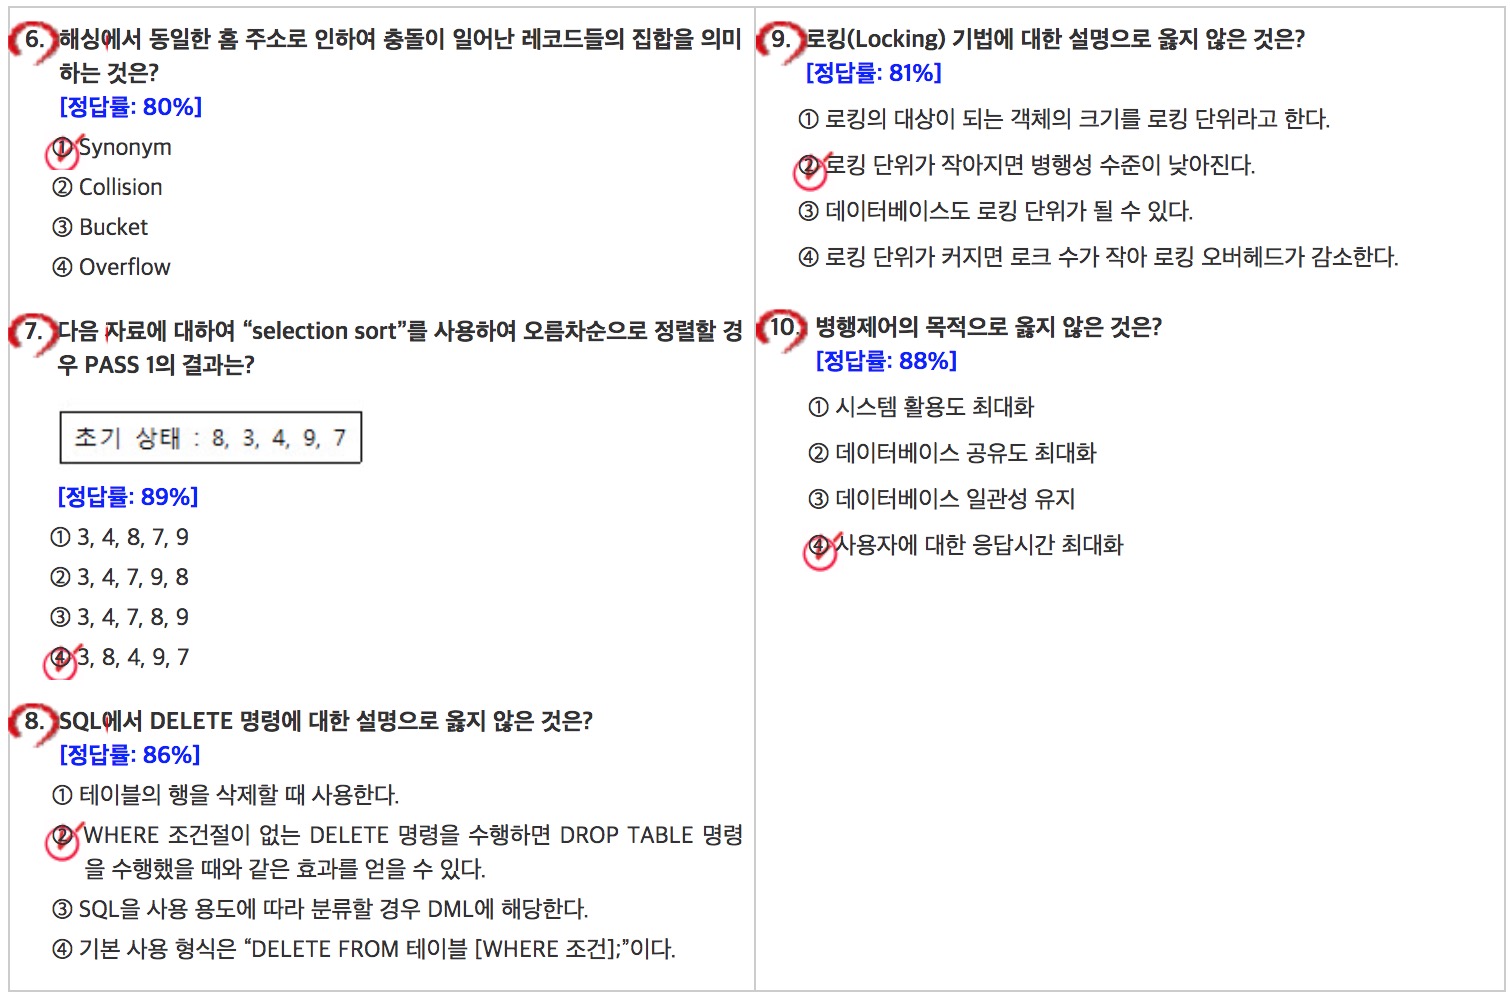 6. 해싱에서 동일한 홈 주소로 인하여 충돌이 일어난 레코드들의 집합을 의미
하는 것은?
[정답률: 80%]
① Synonym
② Collision
③ Bucket
④ Overflow
7. 다음 자료에 대하여 “selection sort”를 사용하여 오름차순으로 정렬할 경
우 PASS 1의 결과는?
초기 상태 : 8, 3, 4, 9, 7
[정답률: 89%]
① 3, 4, 8, 7, 9
② 3, 4, 7, 9, 8
③ 3, 4, 7, 8, 9
④ 3, 8, 4, 9, 7
8. SQL에서 DELETE 명령에 대한 설명으로 옳지 않은 것은?
[정답률: 86%]
① 테이블의 행을 삭제할 때 사용한다.
② WHERE 조건절이 없는 DELETE 명령을 수행하면 DROP TABLE 명령
을 수행했을 때와 같은 효과를 얻을 수 있다.
③ SQL을 사용 용도에 따라 분류할 경우 DML에 해당한다.
④ 기본 사용 형식은 “DELETE FROM 테이블 [WHERE 조건];”이다.
9. 로킹(Locking) 기법에 대한 설명으로 옳지 않은 것은?
[정답률: 81%]
① 로킹의 대상이 되는 객체의 크기를 로킹 단위라고 한다.
② 로킹 단위가 작아지면 병행성 수준이 낮아진다.
③ 데이터베이스도 로킹 단위가 될 수 있다.
④ 로킹 단위가 커지면 로크 수가 작아 로킹 오버헤드가 감소한다.
10. 병행제어의 목적으로 옳지 않은 것은?
[정답률: 88%]
① 시스템 활용도 최대화
② 데이터베이스 공유도 최대화
③ 데이터베이스 일관성 유지
④ 사용자에 대한 응답시간 최대화